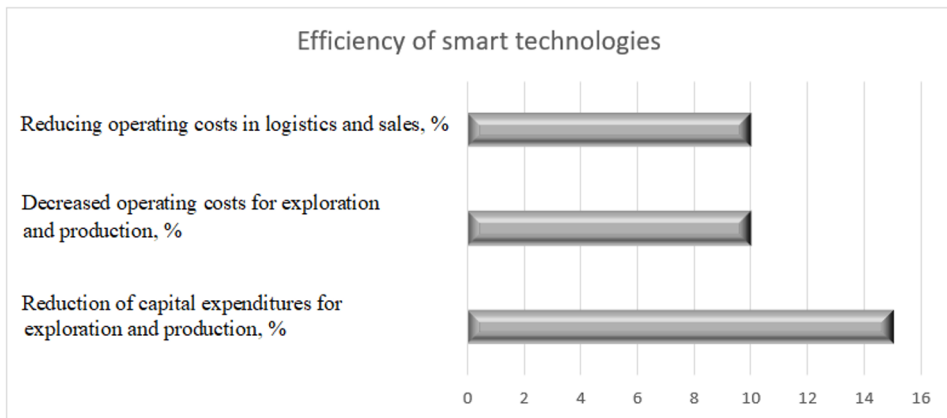 Efficiency of smart technologies
Reducing operating costs in logistics and sales, %
Decreased operating costs for exploration
and production, %
Reduction of capital expenditures for
exploration and production, %
0 2 4 6 8 10 12 14 16